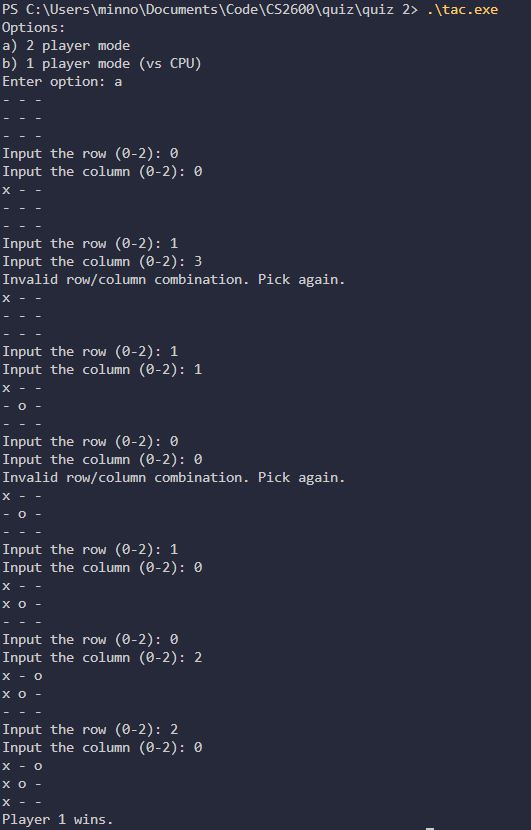 PS C:\Users\minno\Documents\Code\CS2600\quiz\quiz 2> .\tac.exe
Options:
a) 2 player mode
b) 1 player mode (vs CPU)
Enter option: a
- - -
- - -
- - -
Input the row (0-2): 0
Input the column (0-2): 0
x - -
- - -
- - -
Input the row (0-2): 1
Input the column (0-2): 3
Invalid row/column combination. Pick again.
x - -
- - -
- - -
Input the row (0-2): 1
Input the column (0-2): 1
x - -
- o -
- - -
Input the row (0-2): 0
Input the column (0-2): 0
Invalid row/column combination. Pick again.
x - -
- o -
- - -
Input the row (0-2): 1
Input the column (0-2): 0
x - -
x o -
- - -
Input the row (0-2): 0
Input the column (0-2): 2
x - o
x o -
- - -
Input the row (0-2): 2
Input the column (0-2): 0
x - o
x o -
x - -
Player 1 wins.